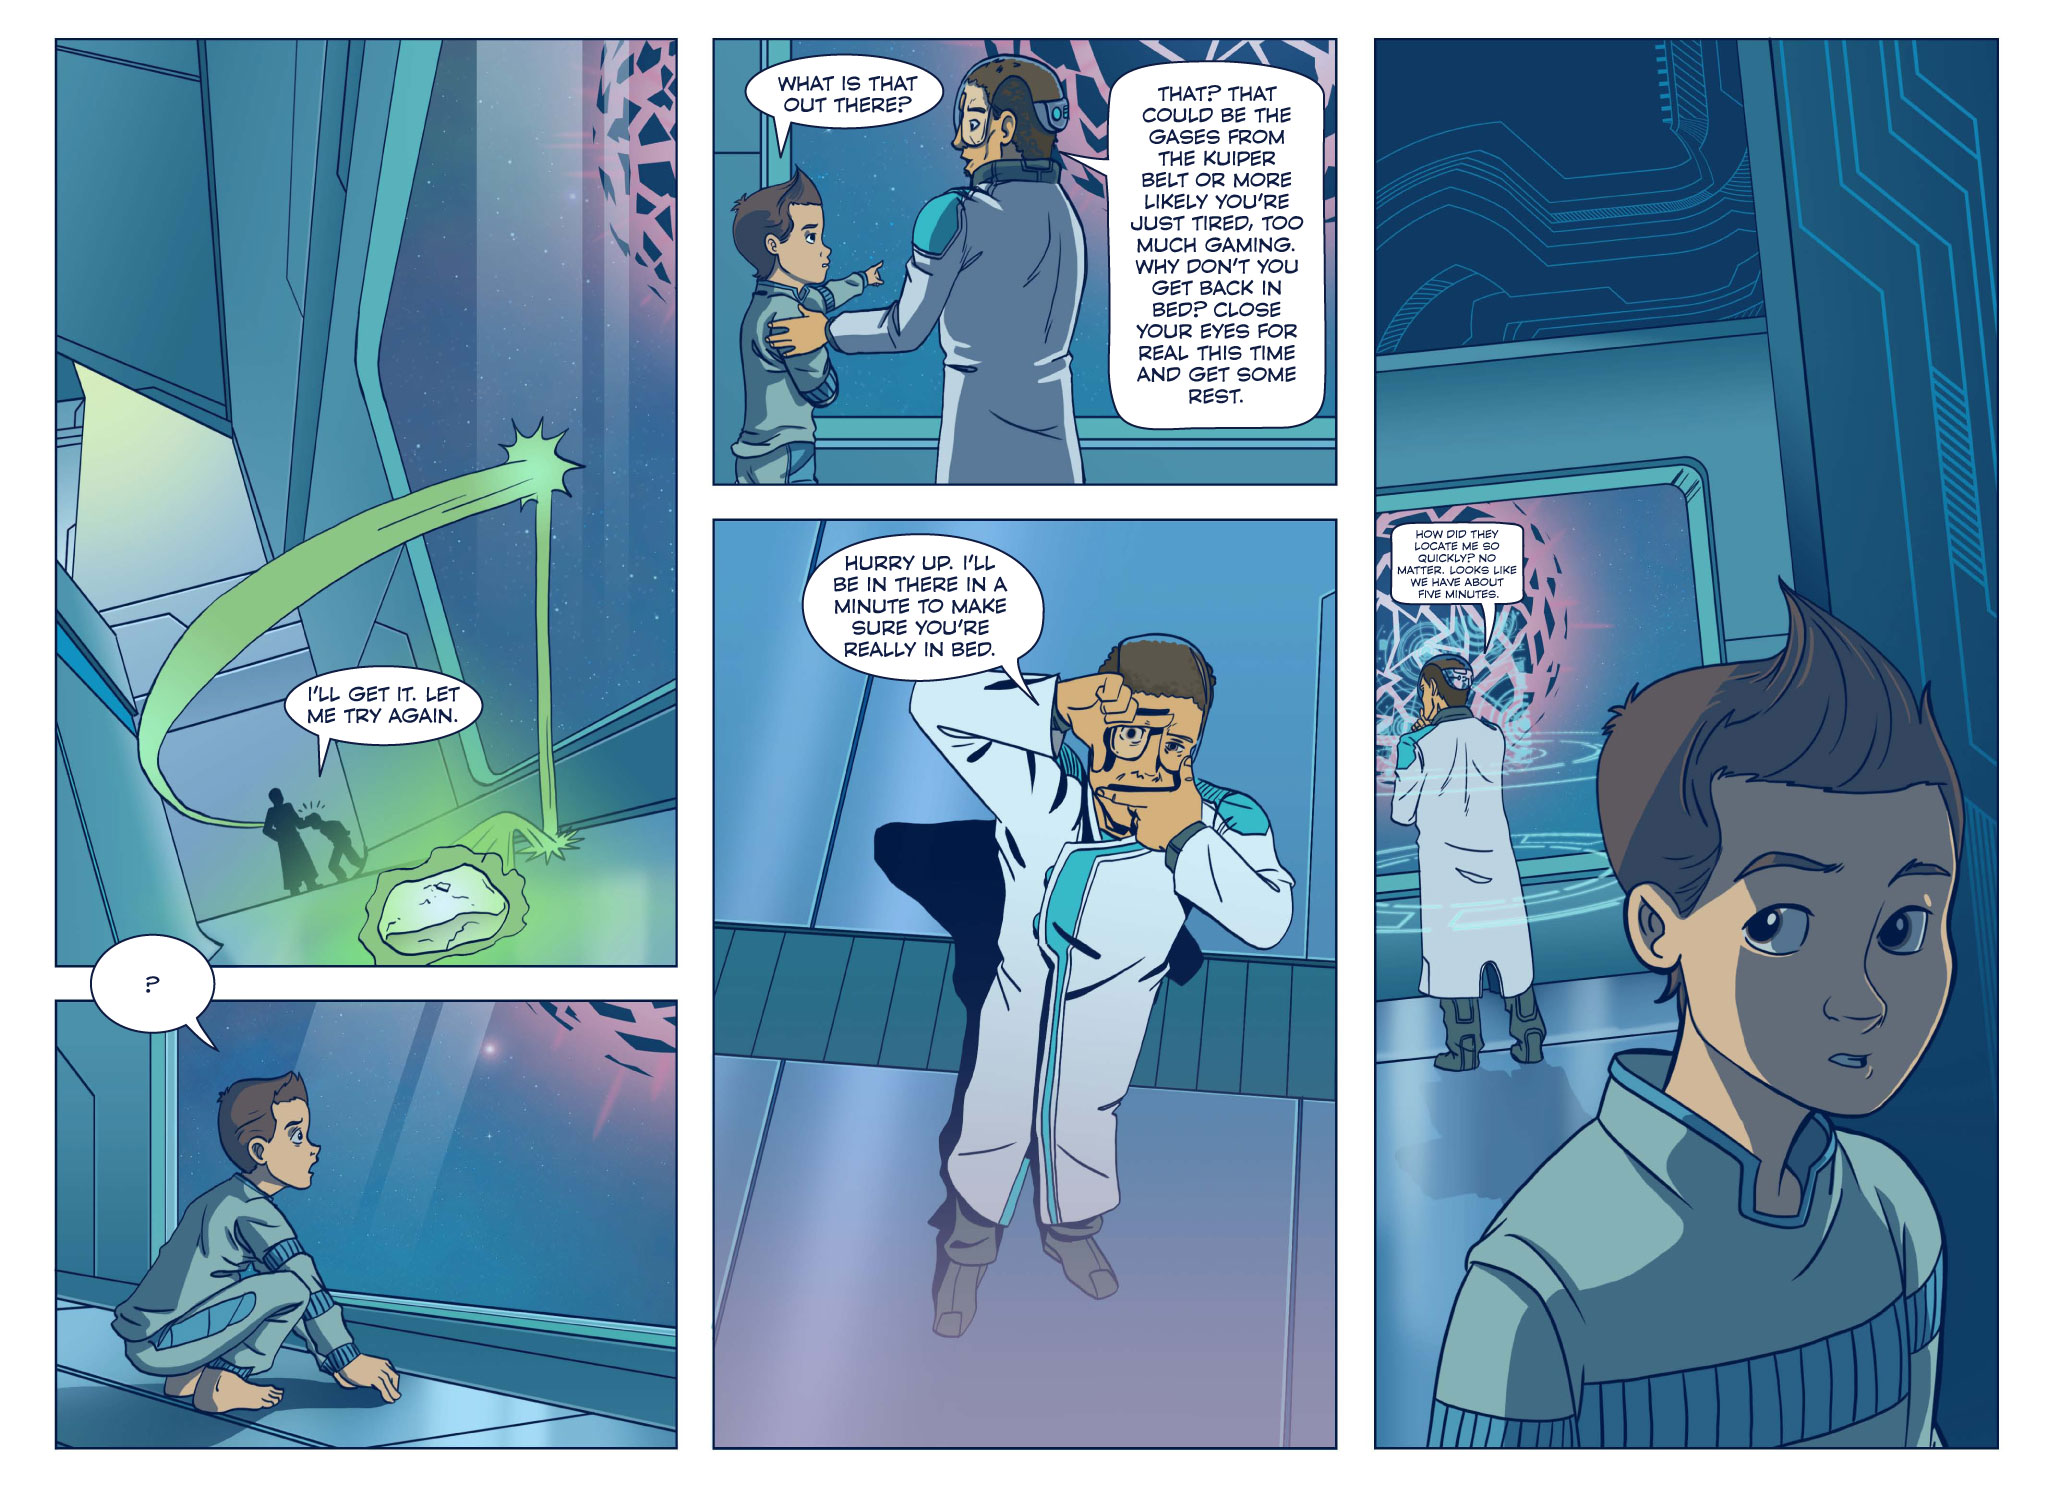 I'LL GET IT. LET
ME TRY AGAIN.
?
WHAT IS THAT
OUT THERE?
THAT? THAT
COULD BE THE
GASES FROM
THE KUIPER
BELT OR MORE
LIKELY YOU'RE
JUST TIRED, TOO
MUCH GAMING.
WHY DON'T YOU
GET BACK IN
BED? CLOSE
YOUR EYES FOR
REAL THIS TIME
AND GET SOME
REST.
HURRY UP. I'LL
BE IN THERE IN A
MINUTE TO MAKE
SURE YOU'RE
REALLY IN BED.
HOW DID THEY
LOCATE ME SO
QUICKLY? NO
MATTER. LOOKS LIKE
WE HAVE ABOUT
FIVE MINUTES.